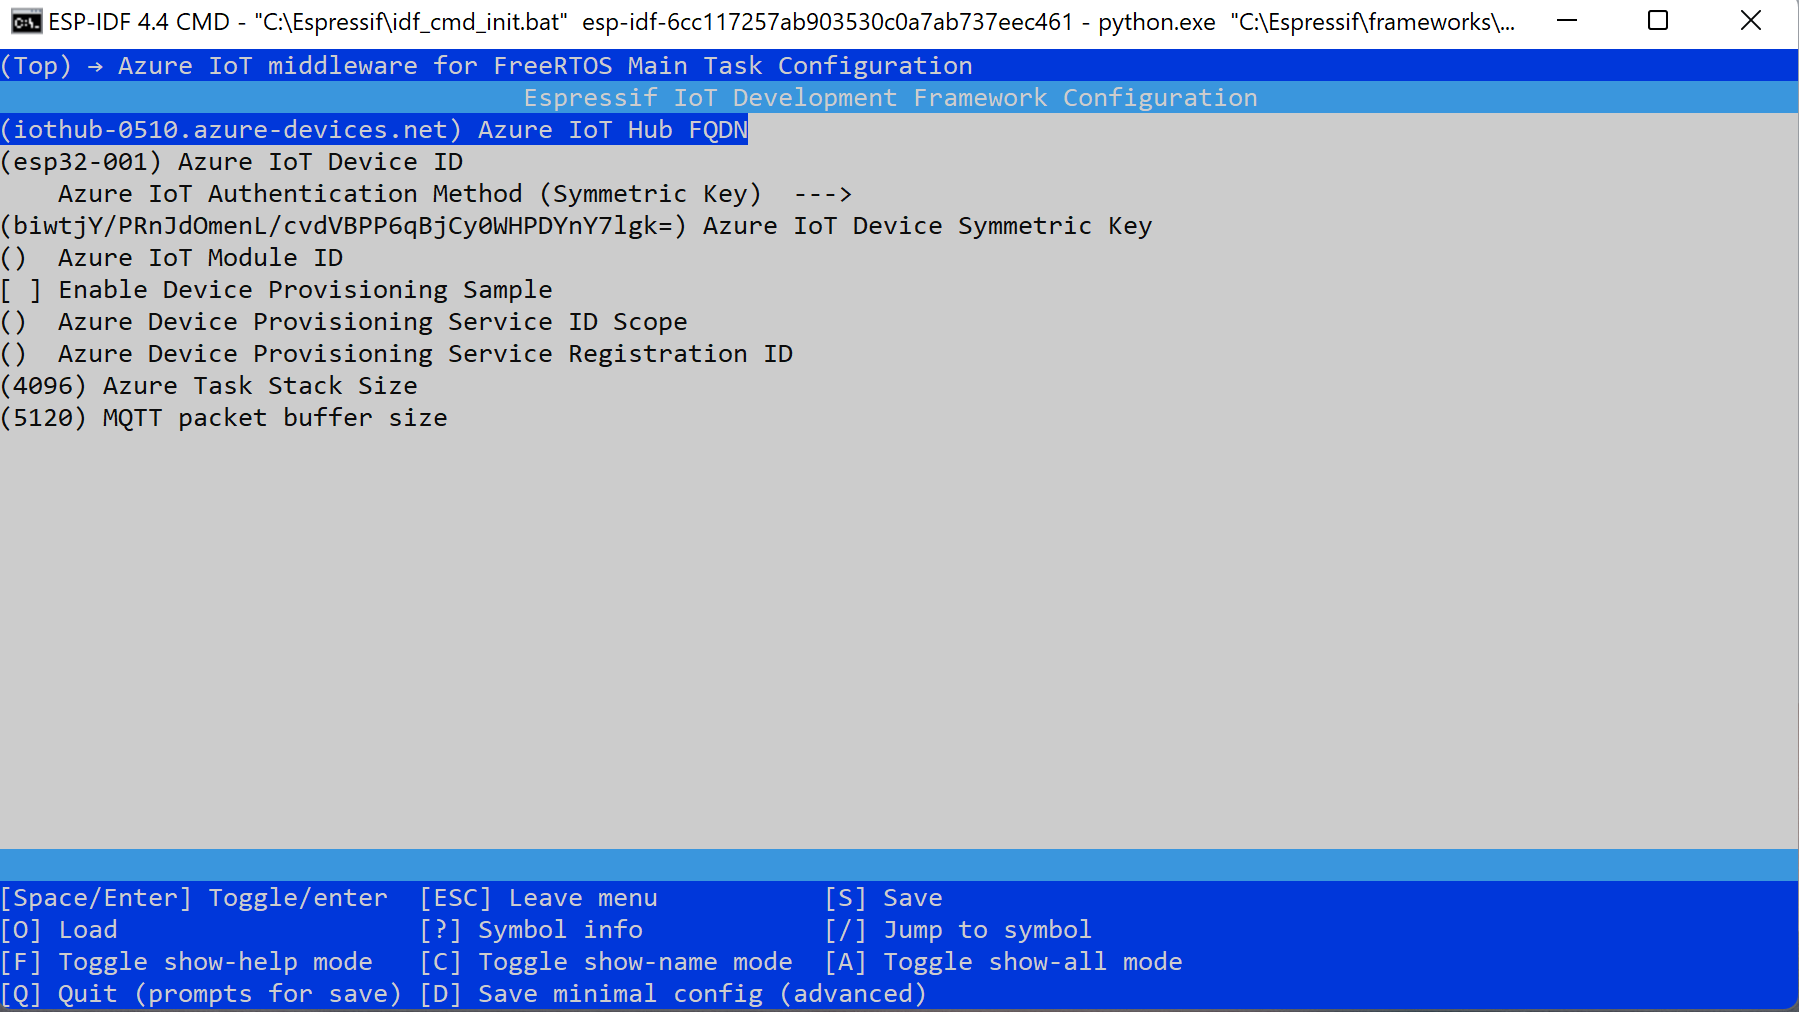 ESP-IDF 4.4 CMD - "C:\Espressif\idf_cmd_init.bat"  esp-idf-6cc117257ab903530c0a7ab737eec461 - python.exe  "C:\Espressif\frameworks\...
(Top) → Azure IoT middleware for FreeRTOS Main Task Configuration
Espressif IoT Development Framework Configuration
(iothub-0510.azure-devices.net) Azure IoT Hub FQDN
(esp32-001) Azure IoT Device ID
    Azure IoT Authentication Method (Symmetric Key)  --->
(biwtjY/PRnJdOmenL/cvdVBPP6qBjCy0WHPDYnY7lgk=) Azure IoT Device Symmetric Key
()  Azure IoT Module ID
[ ] Enable Device Provisioning Sample
()  Azure Device Provisioning Service ID Scope
()  Azure Device Provisioning Service Registration ID
(4096) Azure Task Stack Size
(5120) MQTT packet buffer size
[Space/Enter] Toggle/enter  [ESC] Leave menu           [S] Save
[O] Load                    [?] Symbol info            [/] Jump to symbol
[F] Toggle show-help mode   [C] Toggle show-name mode  [A] Toggle show-all mode
[Q] Quit (prompts for save) [D] Save minimal config (advanced)